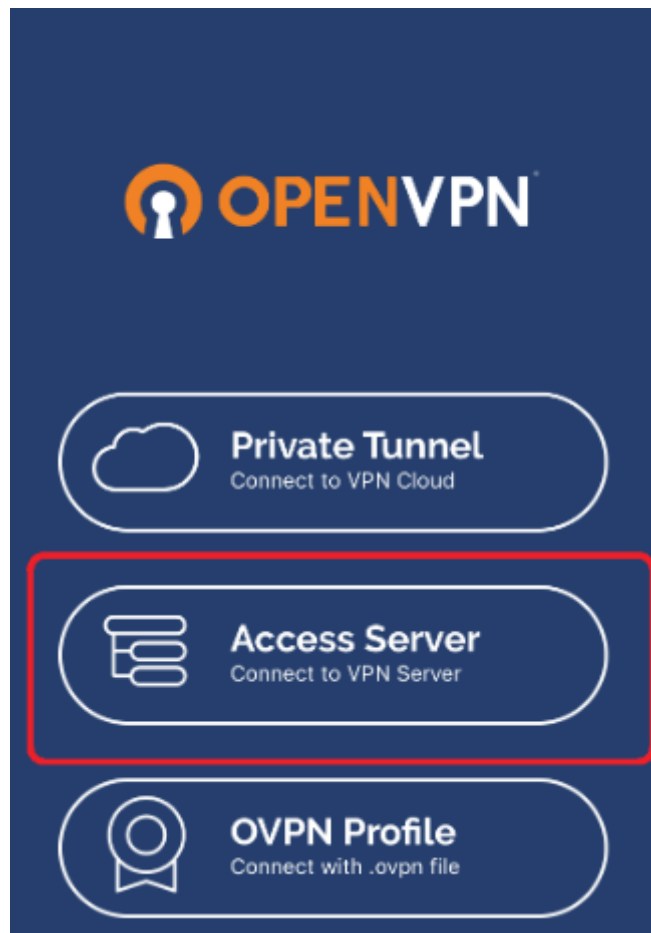 OPENVPN
Private Tunnel
Connect to VPN Cloud
Access Server
Connect to VPN Server
OVPN Profile
Connect with .ovpn file